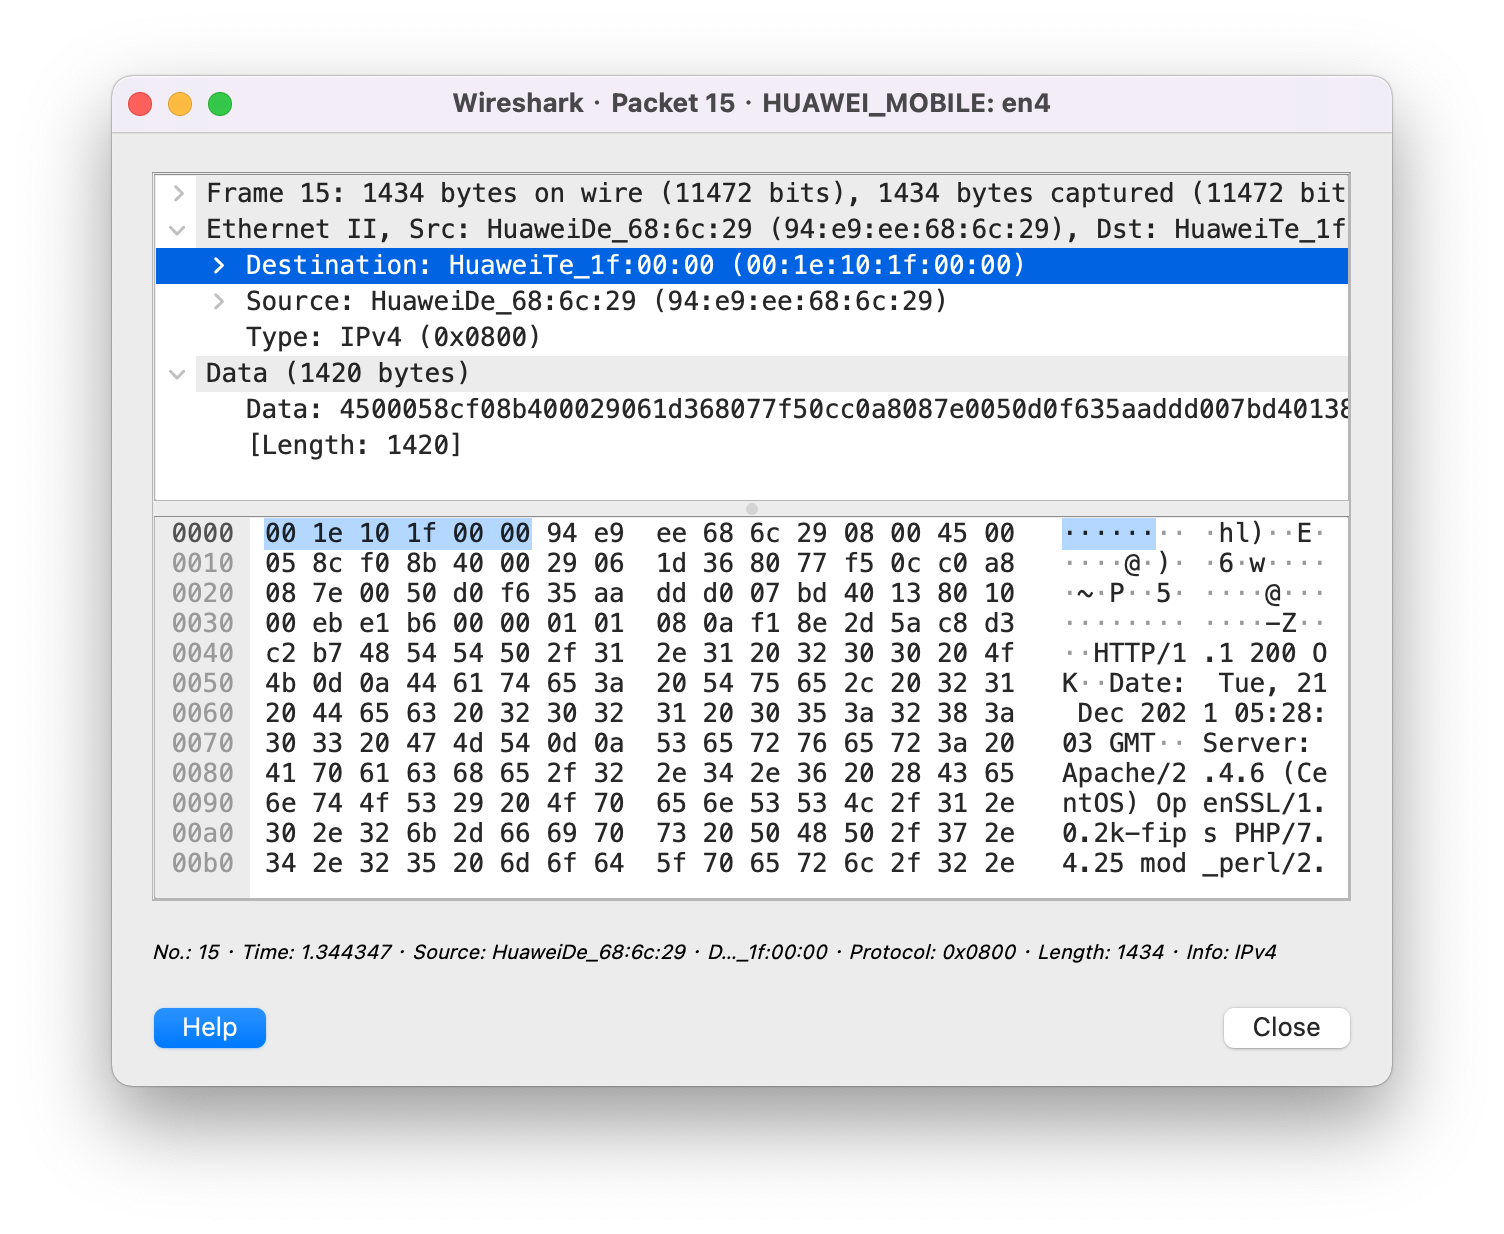 Wireshark · Packet 15 · HUAWEI_MOBILE: en4
Frame 15: 1434 bytes on wire (11472 bits), 1434 bytes captured (11472 bit
Ethernet II, Src: HuaweiDe_68:6c:29 (94:e9:ee:68:6c:29), Dst: HuaweiTe_1f
Destination: HuaweiTe_1f:00:00 (00:1e:10:1f:00:00)
Source: HuaweiDe_68:6c:29 (94:e9:ee:68:6c:29)
Type: IPv4 (0x0800)
Data (1420 bytes)
Data: 4500058cf08b400029061d368077f50cc0a8087e0050d0f635aaddd007bd40138
[Length: 1420]
0000 00 1e 10 1f 00 00 94 e9 ee 68 6c 29 08 00 45 00 ········ ·hl)··E·
0010 05 8c f0 8b 40 00 29 06 1d 36 80 77 f5 0c c0 a8 ····@·)· ·6·w····
0020 08 7e 00 50 d0 f6 35 aa dd d0 07 bd 40 13 80 10 ·~·P··5· ····@···
0030 00 eb e1 b6 00 00 01 01 08 0a f1 8e 2d 5a c8 d3 ········ ····-Z··
0040 c2 b7 48 54 54 50 2f 31 2e 31 20 32 30 30 20 4f ··HTTP/1 .1 200 O
0050 4b 0d 0a 44 61 74 65 3a 20 54 75 65 2c 20 32 31 K··Date: Tue, 21
0060 20 44 65 63 20 32 30 32 31 20 30 35 3a 32 38 3a Dec 202 1 05:28:
0070 30 33 20 47 4d 54 0d 0a 53 65 72 76 65 72 3a 20 03 GMT·· Server:
0080 41 70 61 63 68 65 2f 32 2e 34 2e 36 20 28 43 65 Apache/2 .4.6 (Ce
0090 6e 74 4f 53 29 20 4f 70 65 6e 53 53 4c 2f 31 2e ntOS) Op enSSL/1.
00a0 30 2e 32 6b 2d 66 69 70 73 20 50 48 50 2f 37 2e 0.2k-fip s PHP/7.
00b0 34 2e 32 35 20 6d 6f 64 5f 70 65 72 6c 2f 32 2e 4.25 mod _perl/2.
No.: 15 · Time: 1.344347 · Source: HuaweiDe_68:6c:29 · D…_1f:00:00 · Protocol: 0x0800 · Length: 1434 · Info: IPv4
Help
Close